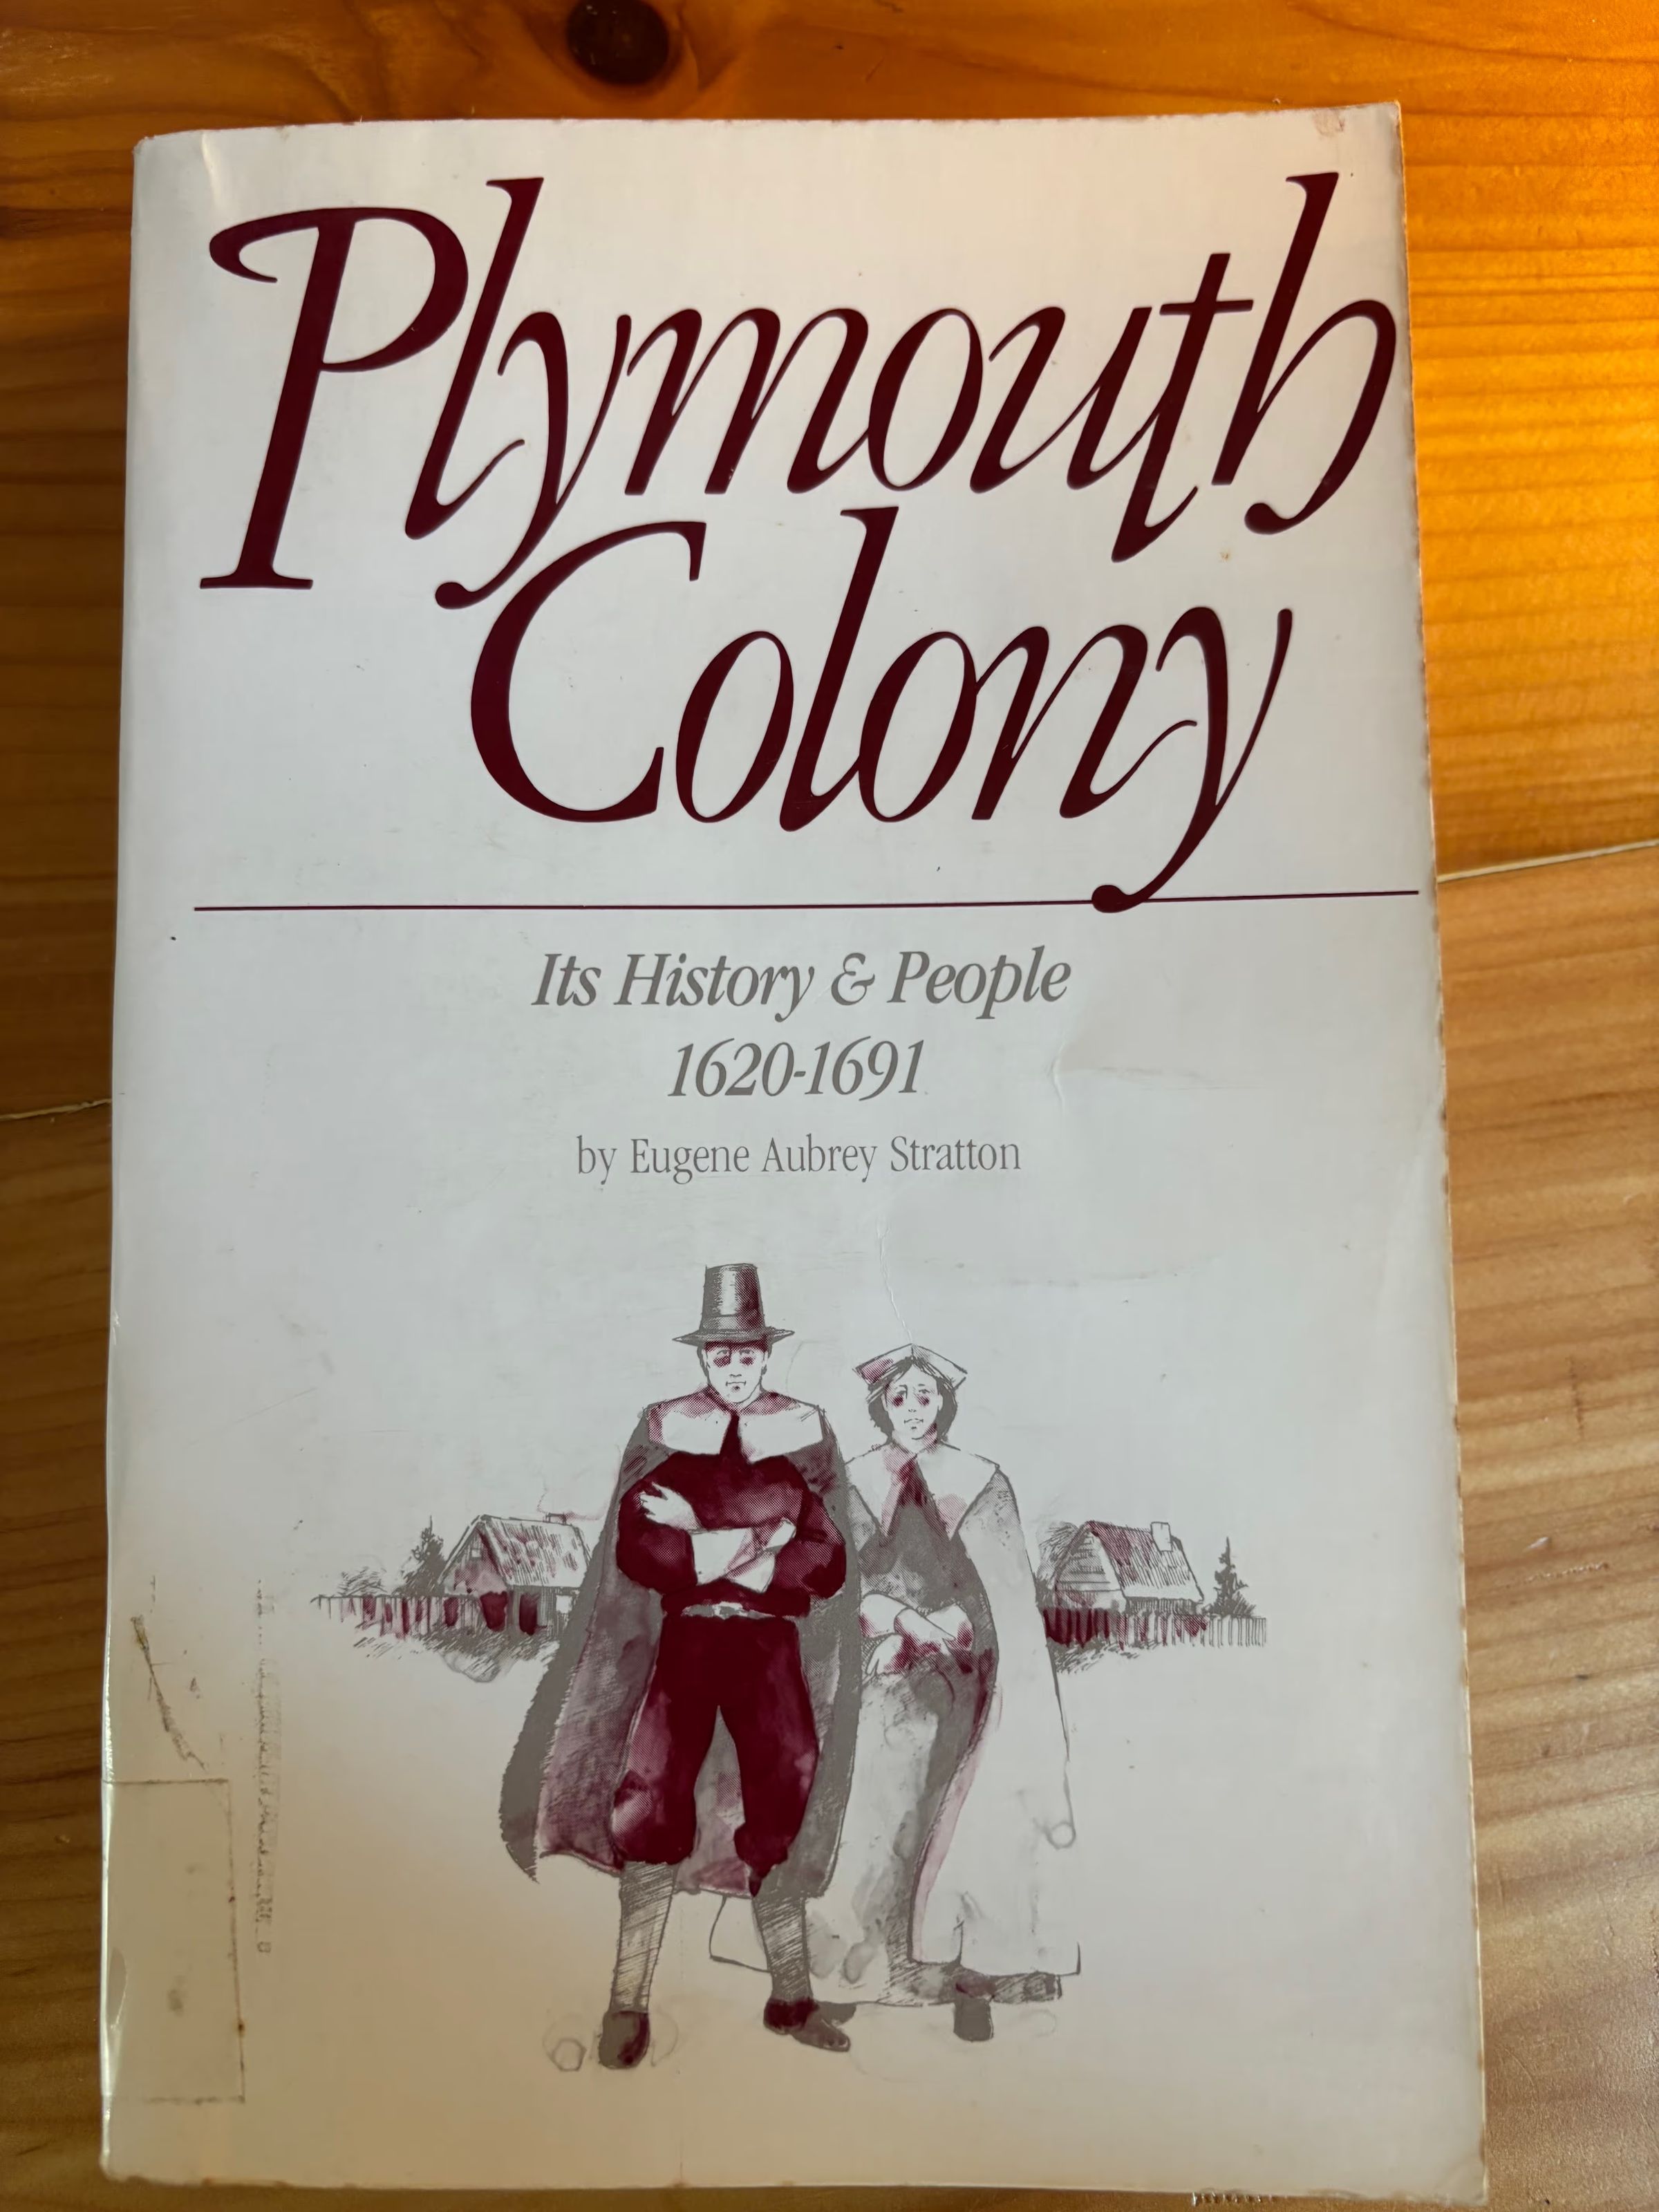 Plymouth
Colony
Its History & People
1620-1691
by Eugene Aubrey Stratton